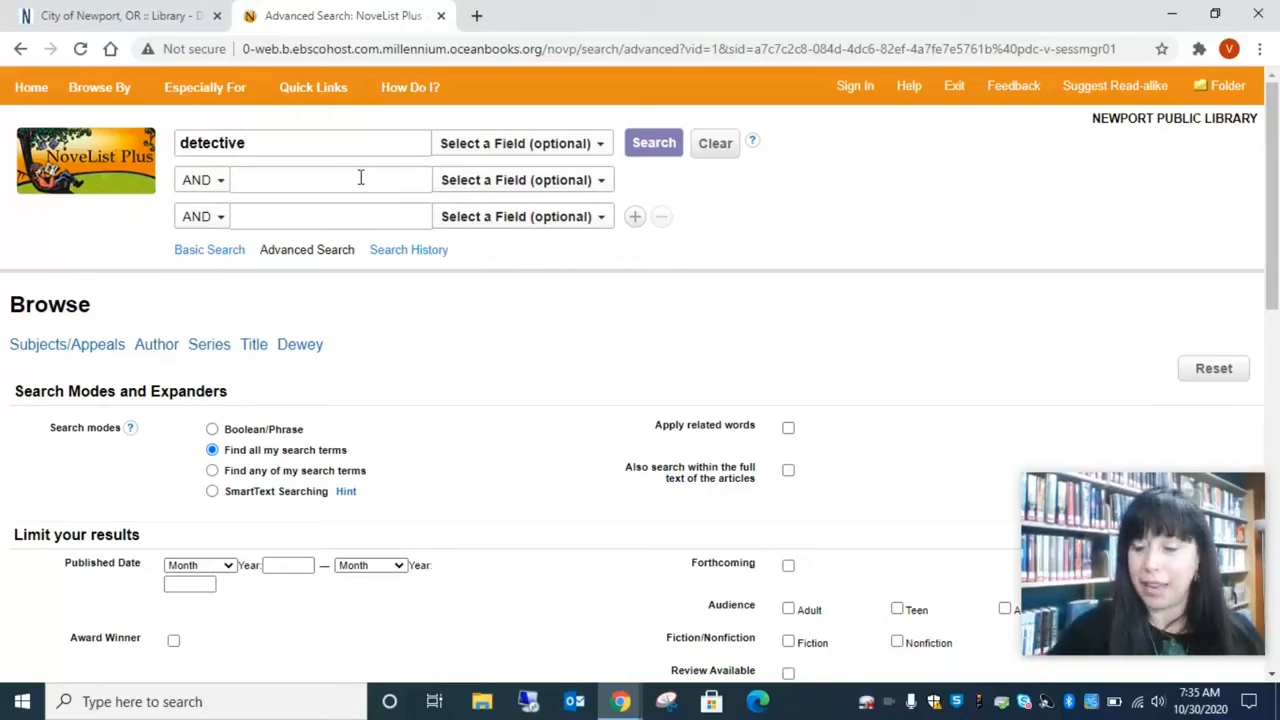 City of Newport, OR :: Library - D
Advanced Search: NoveList Plus
Not secure
0-web.b.ebscohost.com.millennium.oceanbooks.org/novp/search/advanced?vid=1&sid=a7c7c2c8-084d-4dc6-82ef-4a7fe7e5761b%40pdc-v-sessmgr01
V
Home Browse By Especially For Quick Links How Do I? Sign In Help Exit Feedback Suggest Read-alike Folder
NEWPORT PUBLIC LIBRARY
NoveList Plus
detective Select a Field (optional) Search Clear ?
AND Select a Field (optional)
AND Select a Field (optional)
Basic Search Advanced Search Search History
Browse
Subjects/Appeals Author Series Title Dewey
Reset
Search Modes and Expanders
Search modes ?
Boolean/Phrase
Find all my search terms
Find any of my search terms
SmartText Searching Hint
Apply related words
Also search within the full
text of the articles
Limit your results
Published Date Month Year: — Month Year:
Forthcoming
Audience Adult Teen A
Award Winner
Fiction/Nonfiction Fiction Nonfiction
Review Available
Type here to search
7:35 AM
10/30/2020